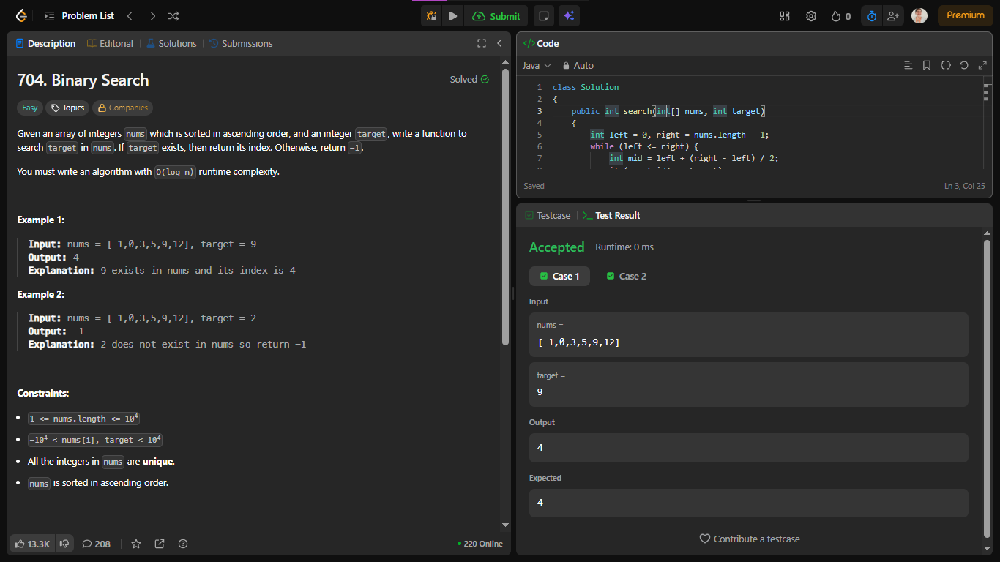 Problem List
Submit
0
Premium
Description
Editorial
Solutions
Submissions
704. Binary Search
Solved
Easy
Topics
Companies
Given an array of integers nums which is sorted in ascending order, and an integer target, write a function to
search target in nums. If target exists, then return its index. Otherwise, return -1.
You must write an algorithm with O(log n) runtime complexity.
Example 1:
Input: nums = [-1,0,3,5,9,12], target = 9
Output: 4
Explanation: 9 exists in nums and its index is 4
Example 2:
Input: nums = [-1,0,3,5,9,12], target = 2
Output: -1
Explanation: 2 does not exist in nums so return -1
Constraints:
1 <= nums.length <= 10⁴
-10⁴ < nums[i], target < 10⁴
All the integers in nums are unique.
nums is sorted in ascending order.
13.3K
208
220 Online
</> Code
Java
Auto
1 class Solution
2 {
3 public int search(int[] nums, int target)
4 {
5 int left = 0, right = nums.length - 1;
6 while (left <= right) {
7 int mid = left + (right - left) / 2;
Saved
Ln 3, Col 25
Testcase
Test Result
Accepted
Runtime: 0 ms
Case 1
Case 2
Input
nums =
[-1,0,3,5,9,12]
target =
9
Output
4
Expected
4
Contribute a testcase